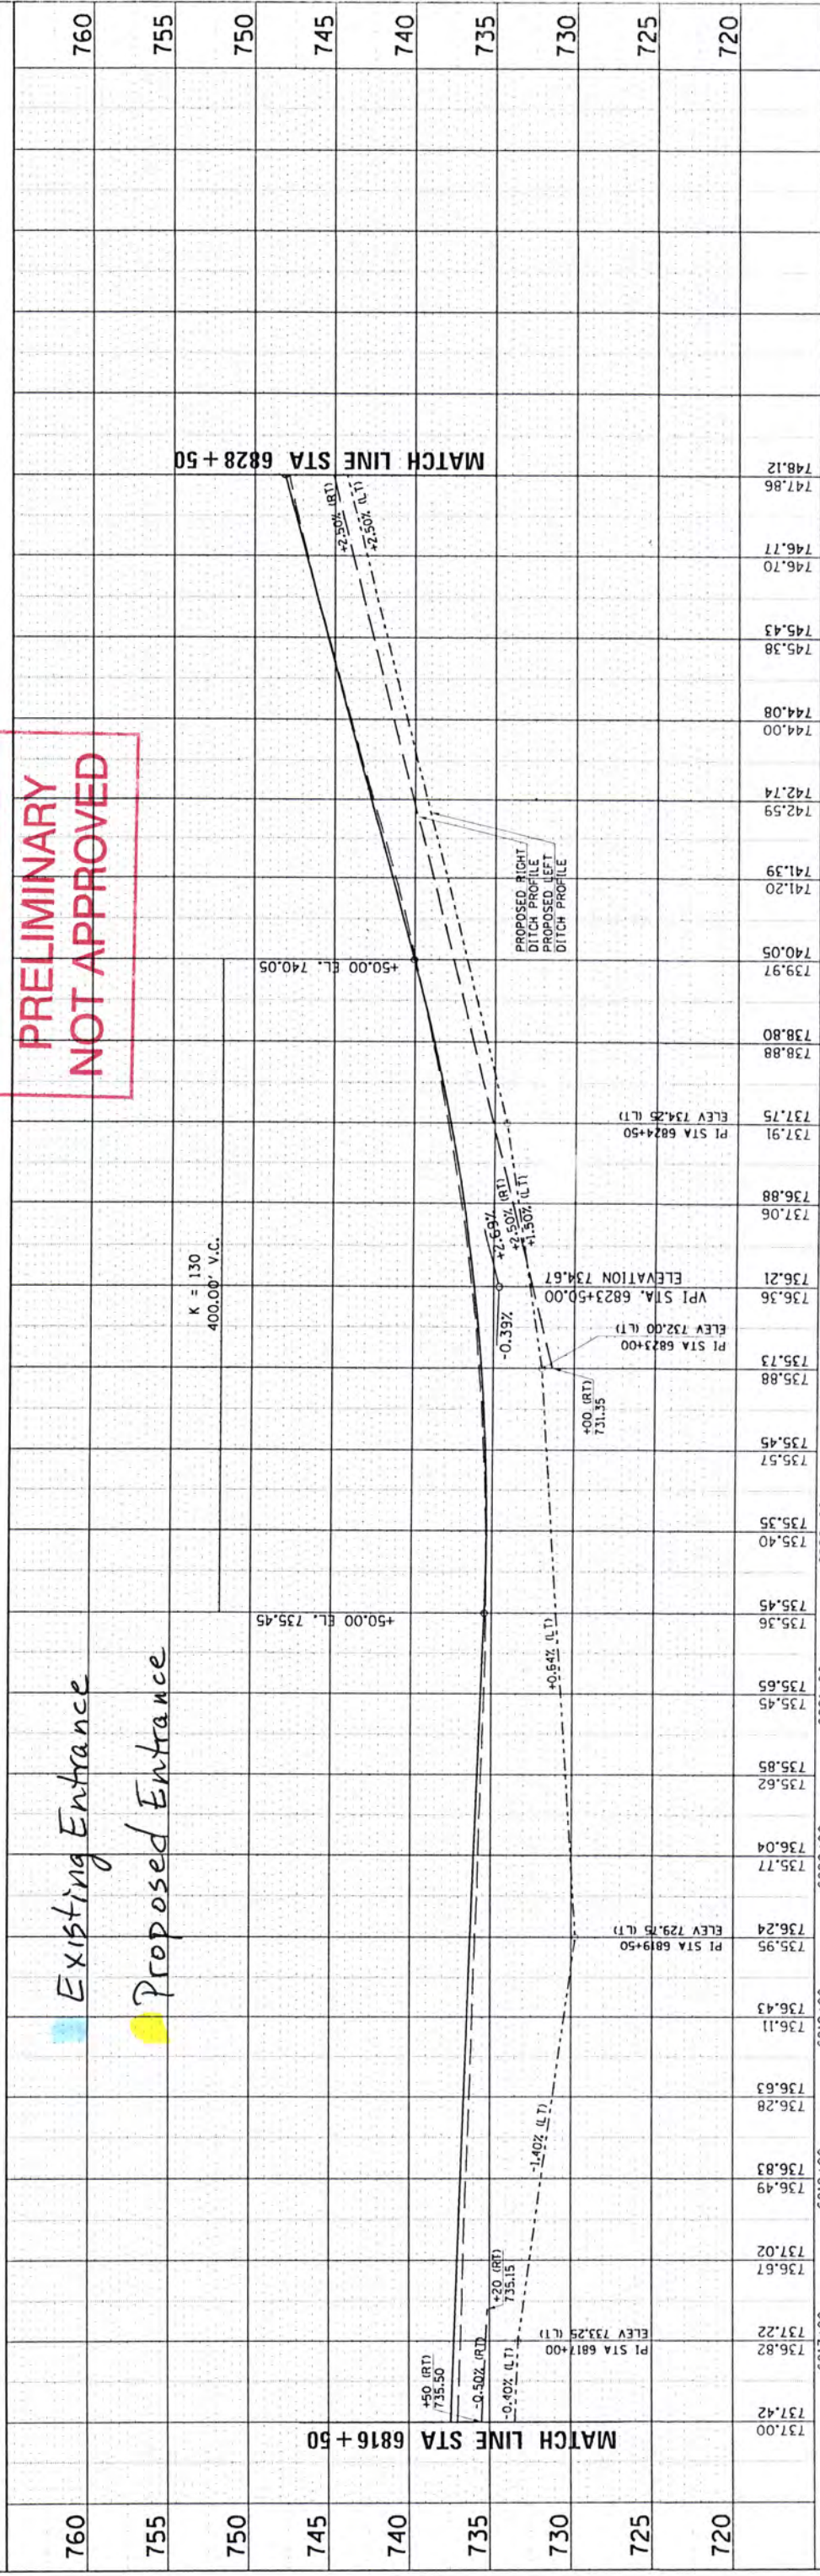 760
755
750
745
740
735
730
725
720
PRELIMINARY
NOT APPROVED
Existing Entrance
Proposed Entrance
K = 130
400.00' V.C.
+50.00 EL. 735.45
+50.00 EL. 740.05
MATCH LINE STA 6816+50
MATCH LINE STA 6828+50
+50 (RT)
735.50
-0.50% (RT)
-0.40% (LT)
+20 (RT)
735.15
PI STA 6817+00
ELEV 733.25 (LT)
-1.40% (LT)
PI STA 6819+50
ELEV 729.75 (LT)
+0.64% (LT)
+00 (RT)
731.35
PI STA 6823+00
ELEV 732.00 (LT)
-0.39%
VPI STA. 6823+50.00
ELEVATION 734.67
+2.69%
+2.50% (RT)
+1.50% (LT)
PI STA 6824+50
ELEV 734.25 (LT)
PROPOSED RIGHT
DITCH PROFILE
PROPOSED LEFT
DITCH PROFILE
+2.50% (RT)
+2.50% (LT)
737.00
737.42
736.82
737.22
736.67
737.02
736.49
736.83
736.28
736.63
736.11
736.43
735.95
736.24
735.77
736.04
735.62
735.85
735.45
735.65
735.36
735.45
735.40
735.35
735.57
735.45
735.88
735.73
736.36
736.21
737.06
736.88
737.91
737.75
738.88
738.80
739.97
740.05
741.20
741.39
742.59
742.74
744.00
744.08
745.38
745.43
746.70
746.77
747.86
748.12
760
755
750
745
740
735
730
725
720